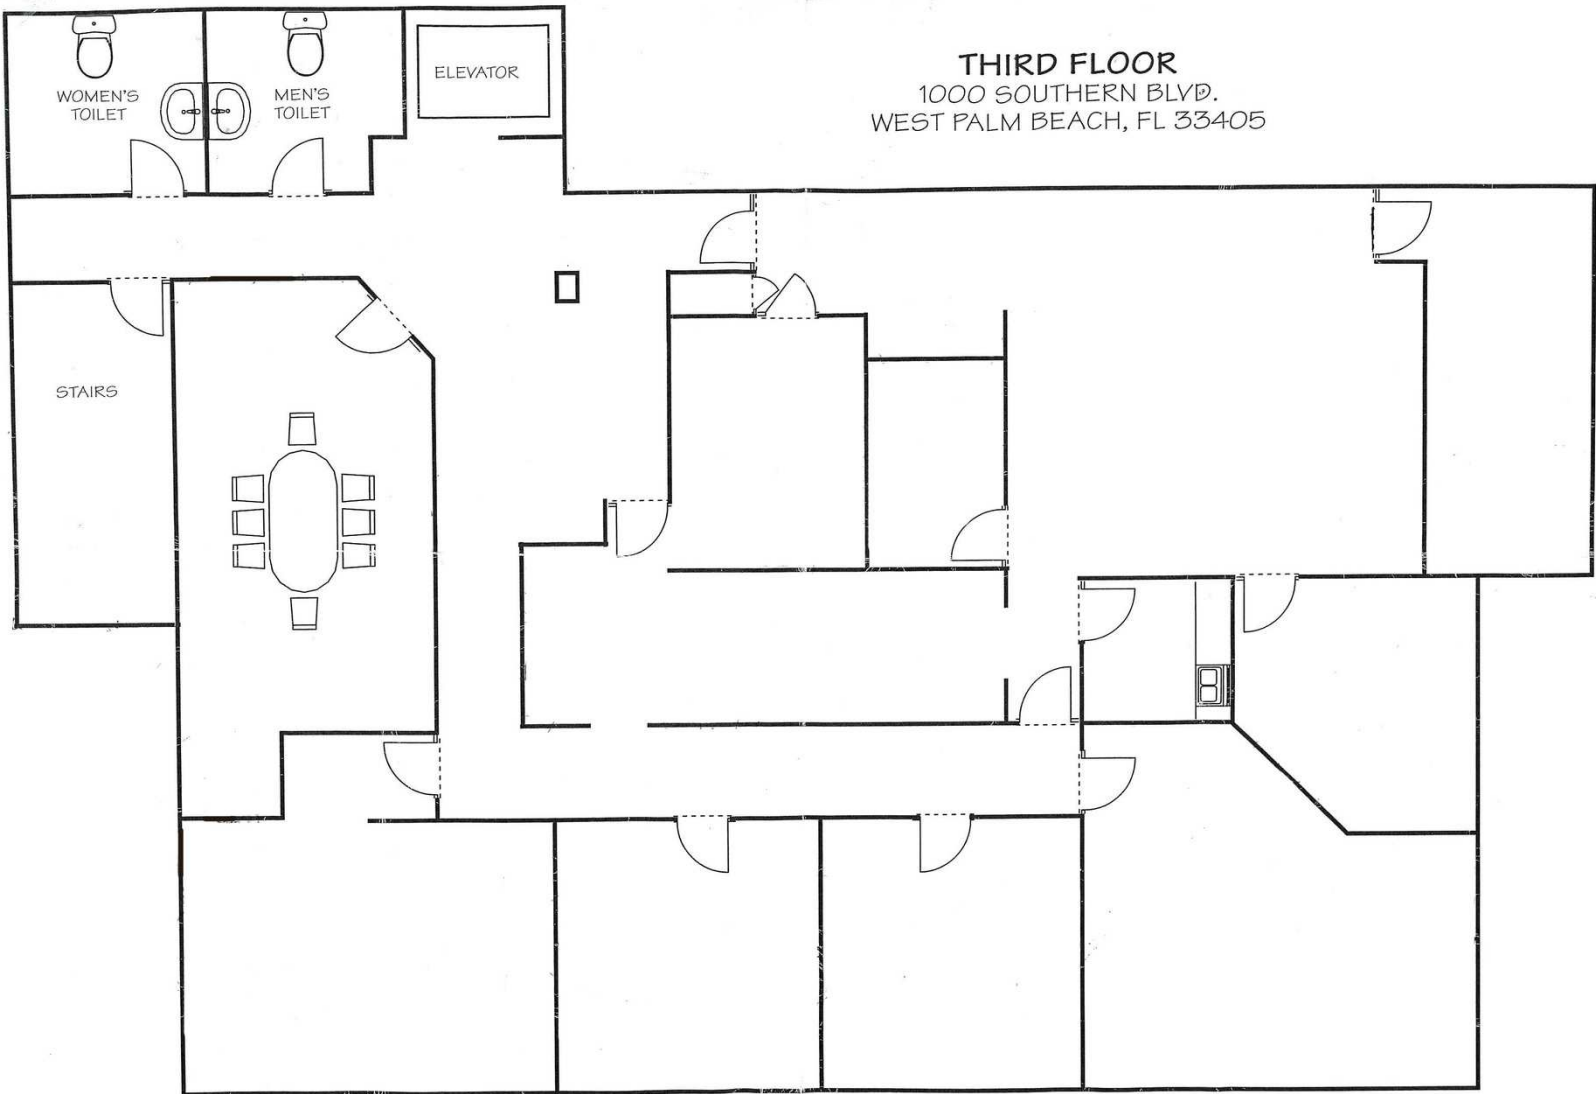 THIRD FLOOR
1000 SOUTHERN BLVD.
WEST PALM BEACH, FL 33405
ELEVATOR
WOMEN'S
TOILET
MEN'S
TOILET
STAIRS